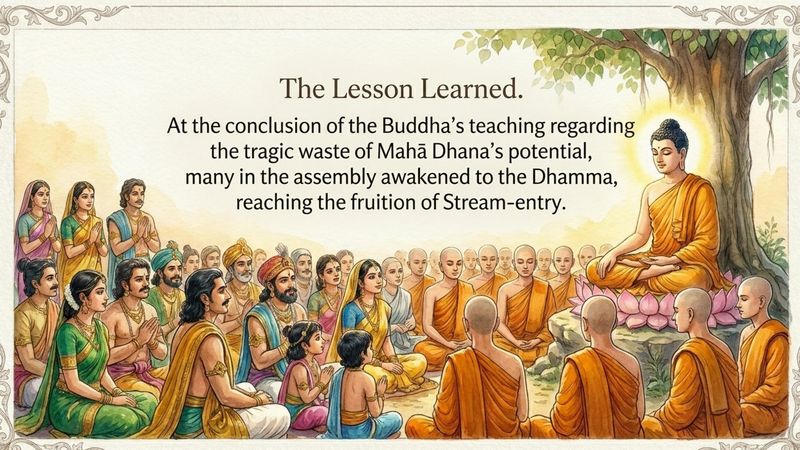 The Lesson Learned.
At the conclusion of the Buddha’s teaching regarding
the tragic waste of Mahā Dhana’s potential,
many in the assembly awakened to the Dhamma,
reaching the fruition of Stream-entry.